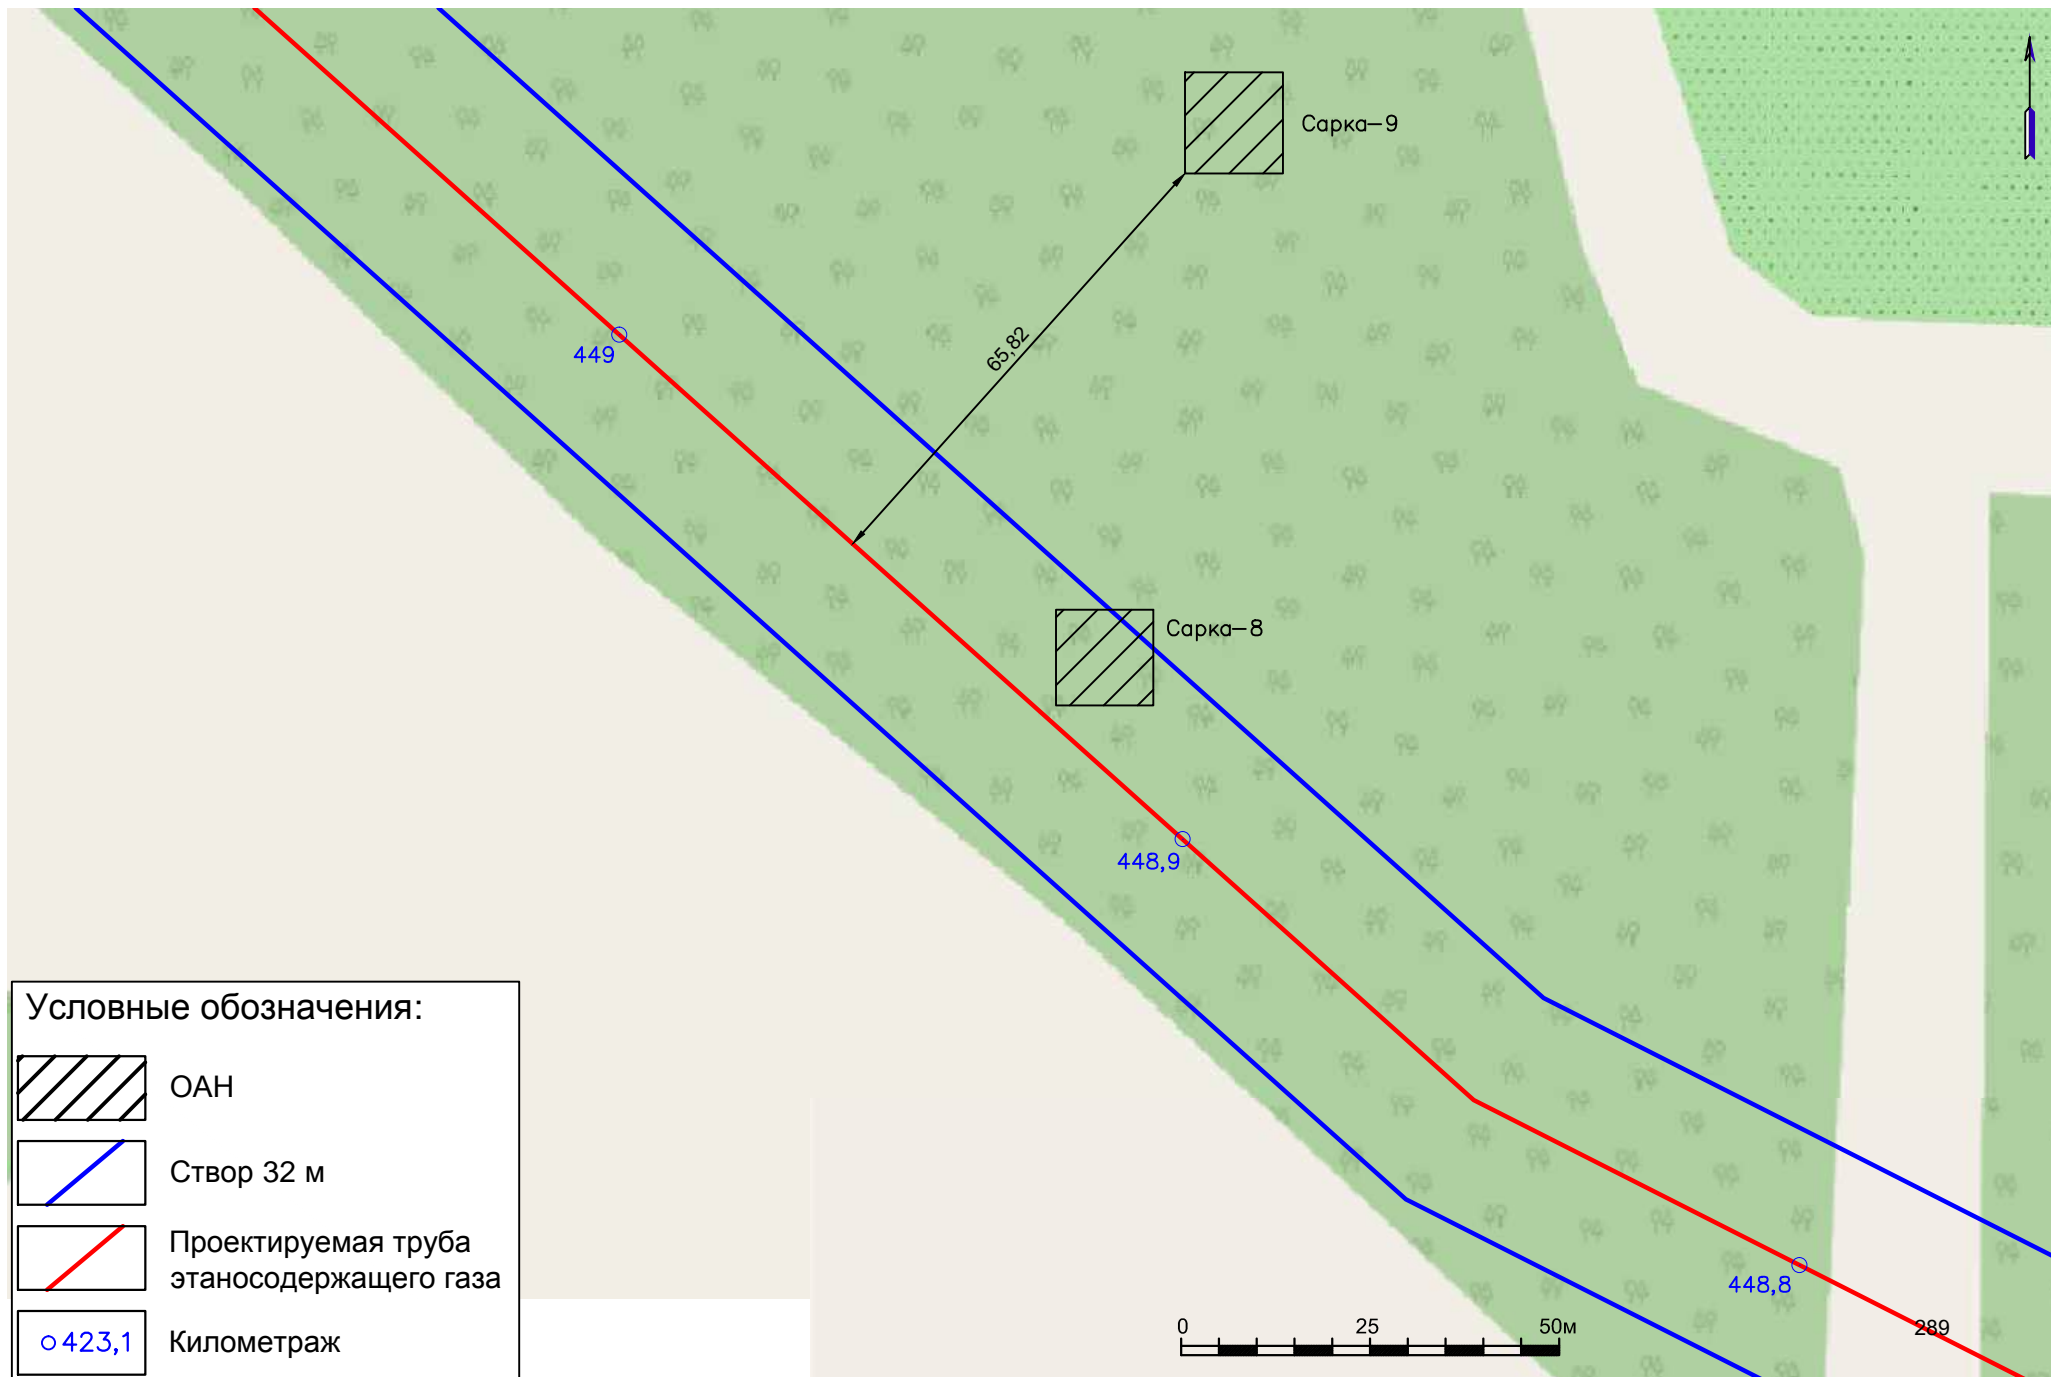 Сарка-9
65,82
449
Сарка-8
448,9
448,8
289
0 25 50м
Условные обозначения:
ОАН
Створ 32 м
Проектируемая труба
этаносодержащего газа
423,1 Километраж